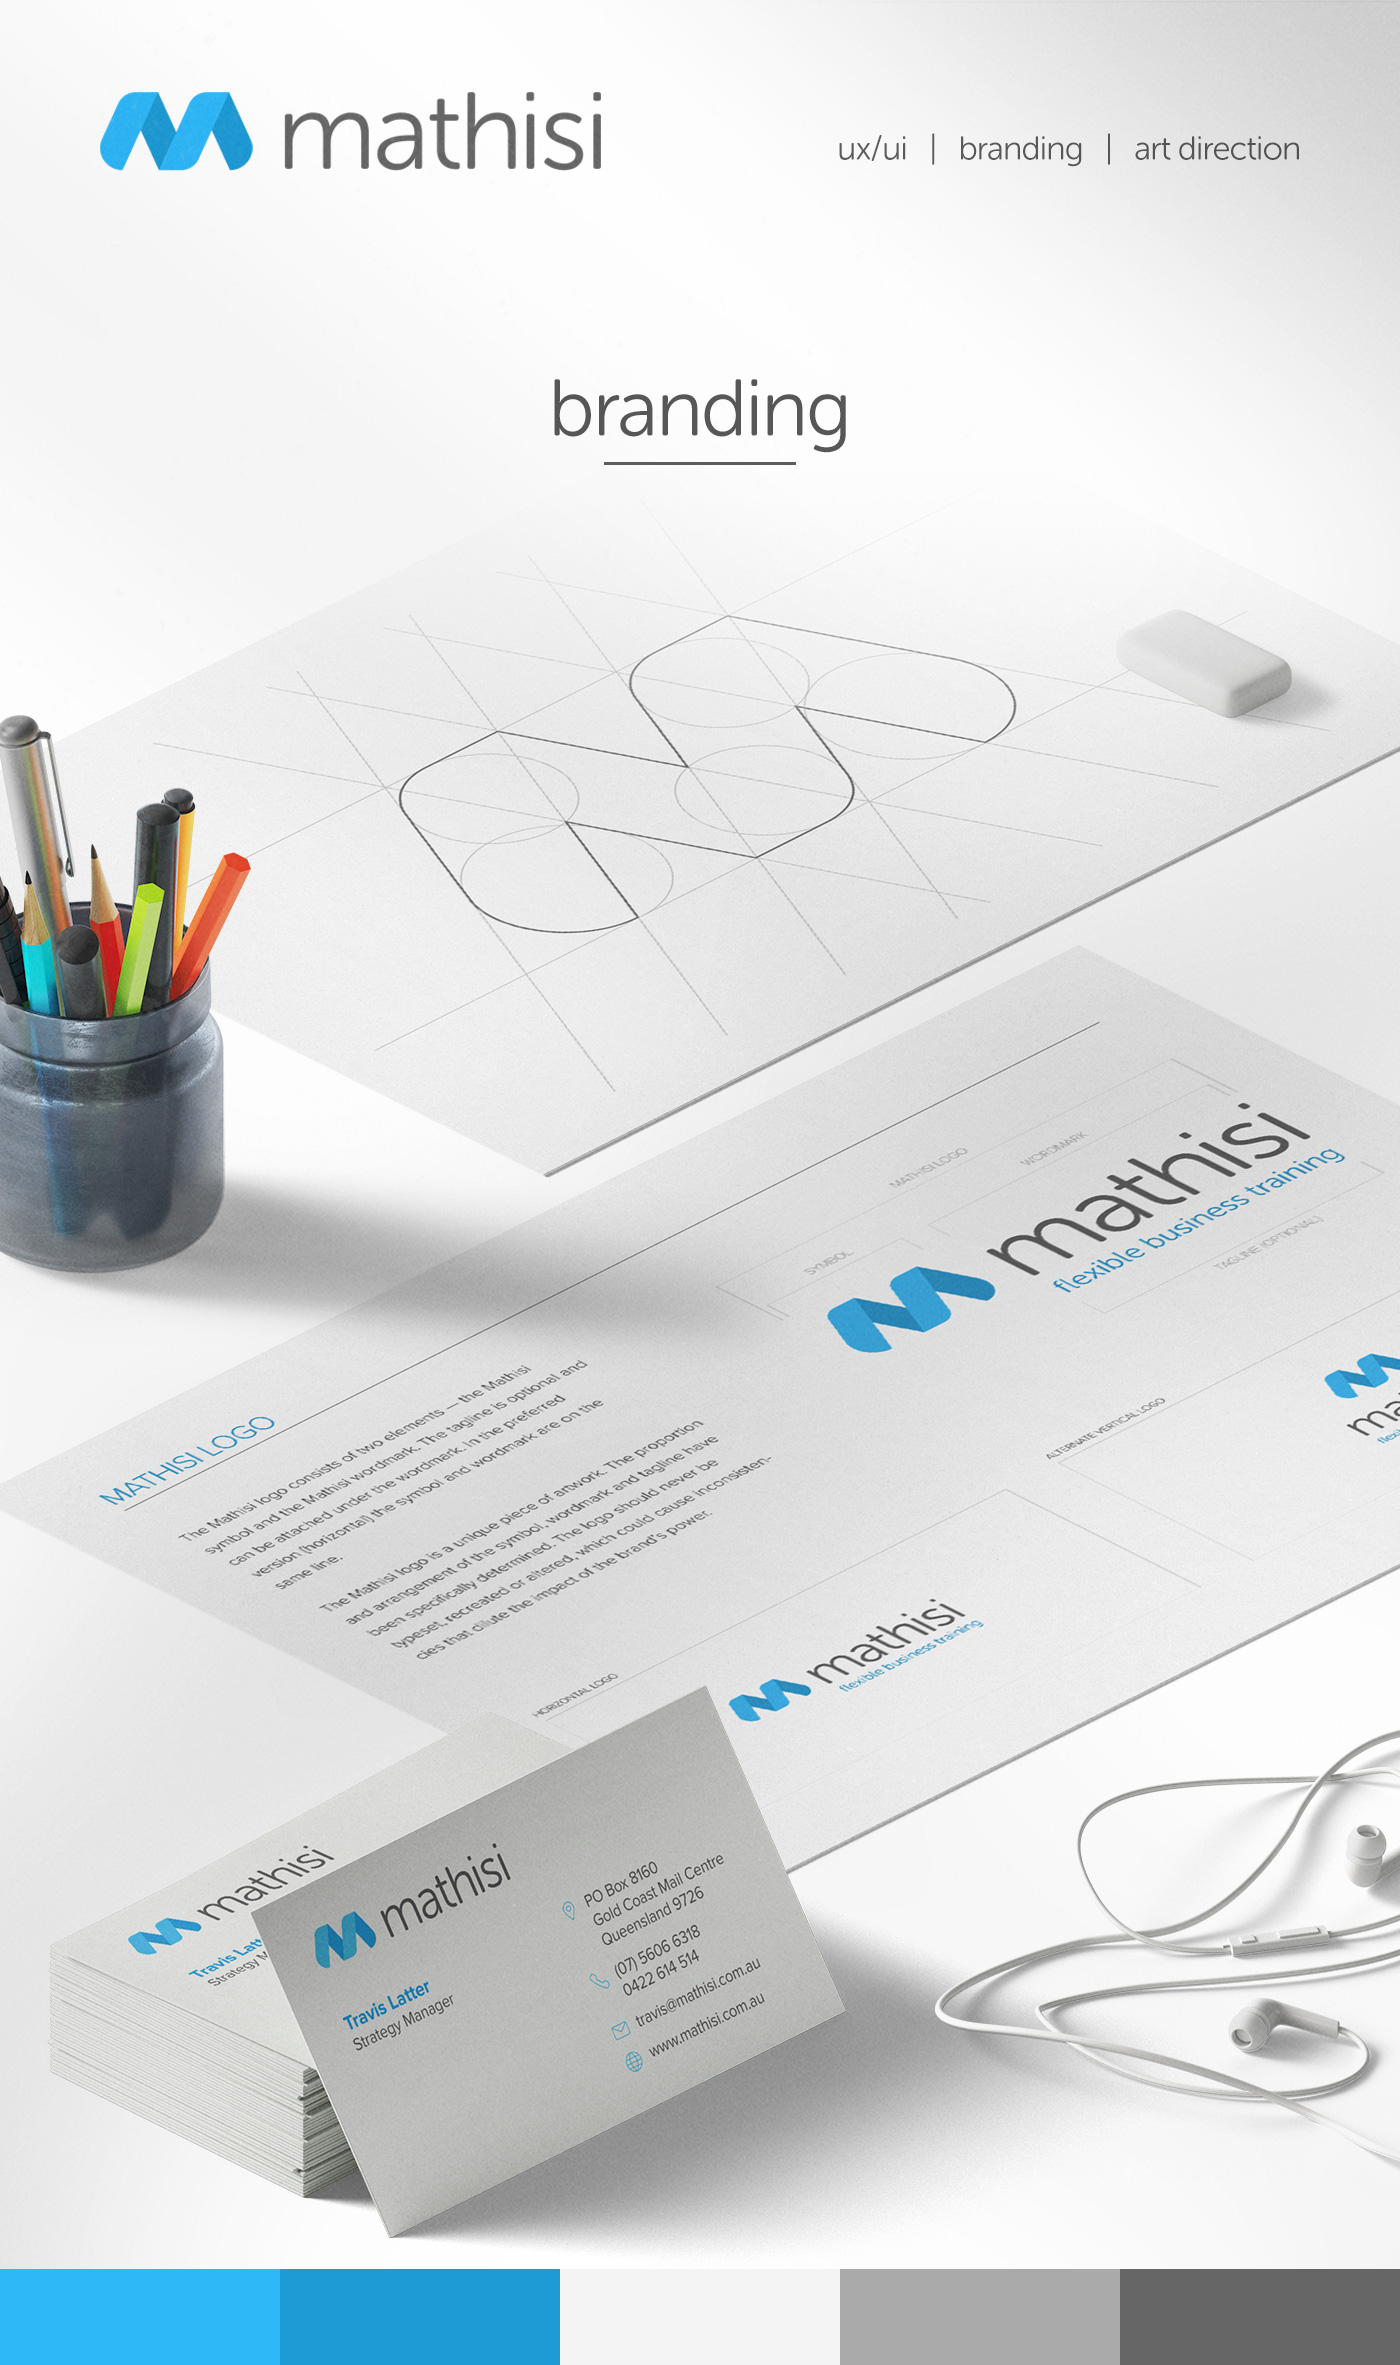 mathisi
ux/ui | branding | art direction
branding
MATHISI LOGO
WORDMARK
SYMBOL
mathisi
flexible business training
TAGLINE (OPTIONAL)
MATHISI LOGO
The Mathisi logo consists of two elements — the Mathisi
symbol and the Mathisi wordmark. The tagline is optional and
can be attached under the wordmark. In the preferred
version (horizontal) the symbol and wordmark are on the
same line.
The Mathisi logo is a unique piece of artwork. The proportion
and arrangement of the symbol, wordmark and tagline have
been specifically determined. The logo should never be
typeset, recreated or altered, which could cause inconsisten-
cies that dilute the impact of the brand's power.
ALTERNATE VERTICAL LOGO
HORIZONTAL LOGO
mathisi
flexible business training
mathisi
Travis
Strategy
mathisi
Travis Latter
Strategy Manager
PO Box 8160
Gold Coast Mail Centre
Queensland 9726
(07) 5606 6318
0422 614 514
travis@mathisi.com.au
www.mathisi.com.au